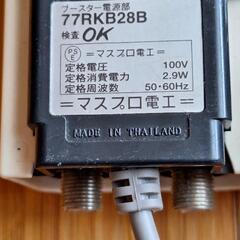 ブースター電源部
77RKB28B
検査 OK
PS E
=マスプロ電工=
定格電圧 100V
定格消費電力 2.9W
定格周波数 50・60Hz
=マスプロ電工=
MADE IN THAILAND